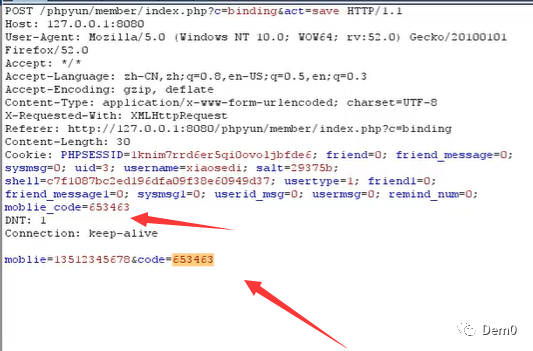 POST /phpyun/member/index.php?c=binding&act=save HTTP/1.1
Host: 127.0.0.1:8080
User-Agent: Mozilla/5.0 (Windows NT 10.0; WOW64; rv:52.0) Gecko/20100101
Firefox/52.0
Accept: */*
Accept-Language: zh-CN,zh;q=0.8,en-US;q=0.5,en;q=0.3
Accept-Encoding: gzip, deflate
Content-Type: application/x-www-form-urlencoded; charset=UTF-8
X-Requested-With: XMLHttpRequest
Referer: http://127.0.0.1:8080/phpyun/member/index.php?c=binding
Content-Length: 30
Cookie: PHPSESSID=1knim7rrd6er5qi0ovoljbfde6; friend=0; friend_message=0;
sysmsg=0; uid=3; username=xiaosedi; salt=29375b;
shell=c7f1087bc2ed196dfa09f38e60949d37; usertype=1; friend1=0;
friend_message1=0; sysmsg1=0; userid_msg=0; usermsg=0; remind_num=0;
moblie_code=653463
DNT: 1
Connection: keep-alive
moblie=13512345678&code=653463
Dem0